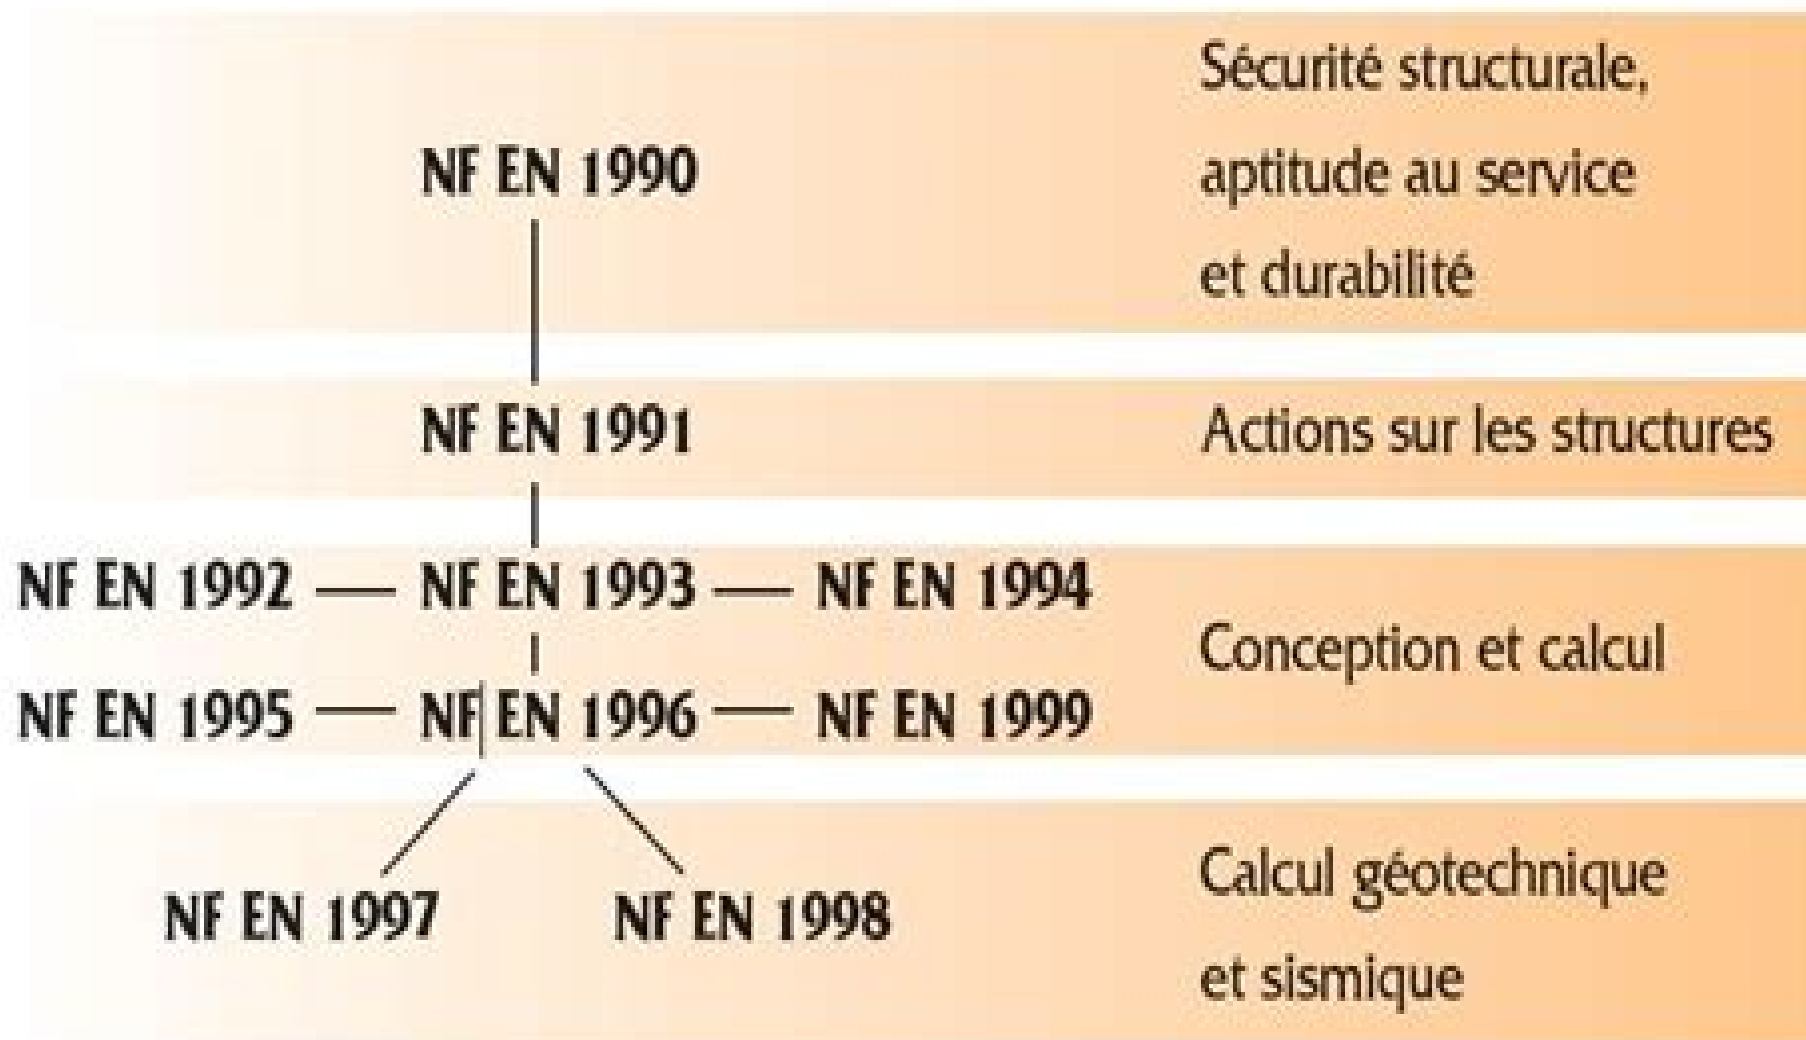 Sécurité structurale,
NF EN 1990
aptitude au service
et durabilité
NF EN 1991
Actions sur les structures
NF EN 1992
NF EN 1993
NF EN 1994
Conception et calcul
NF EN 1995
NF EN 1996
NF EN 1999
Calcul géotechnique
NF EN 1997
NF EN 1998
et sismique